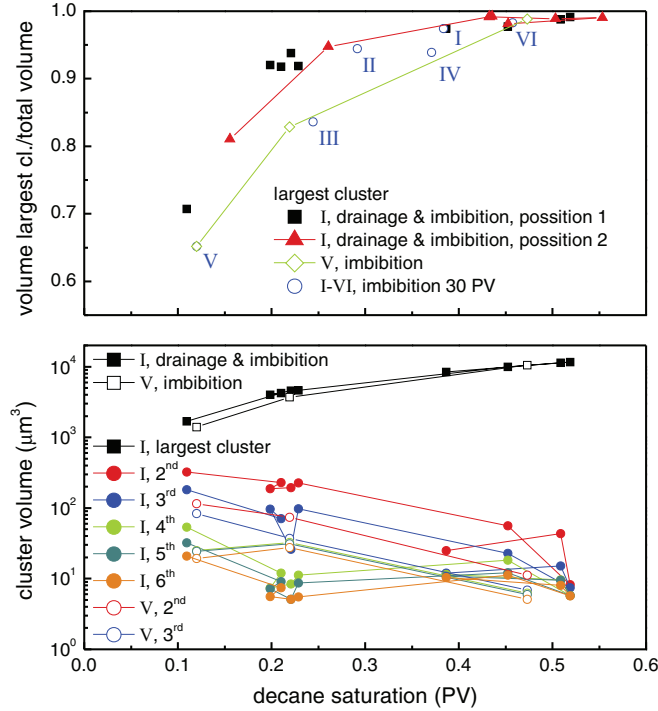 volume largest cl./total volume
1.0
0.9
0.8
0.7
0.6
I
II
III
IV
V
VI
largest cluster
I, drainage & imbibition, possition 1
I, drainage & imbibition, possition 2
V, imbibition
I-VI, imbibition 30 PV
cluster volume (μm³)
10⁴
10³
10²
10¹
10⁰
I, drainage & imbibition
V, imbibition
I, largest cluster
I, 2ⁿᵈ
I, 3ʳᵈ
I, 4ᵗʰ
I, 5ᵗʰ
I, 6ᵗʰ
V, 2ⁿᵈ
V, 3ʳᵈ
0.0 0.1 0.2 0.3 0.4 0.5 0.6
decane saturation (PV)